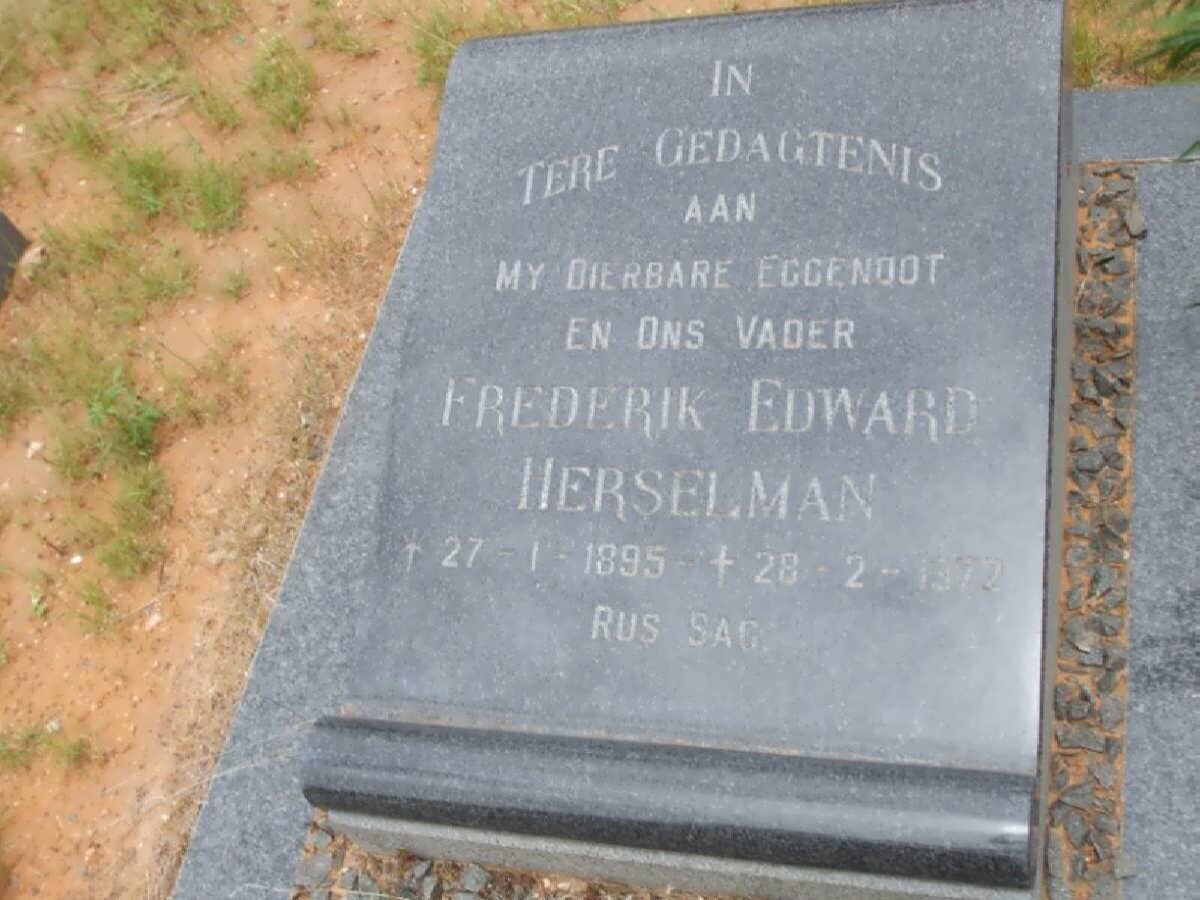 IN
TERE GEDAGTENIS
AAN
MY DIERBARE EGGENOOT
EN ONS VADER
FREDERIK EDWARD
HERSELMAN
† 27 - 1 - 1895 - † 28 - 2 - 1972
RUS SAG